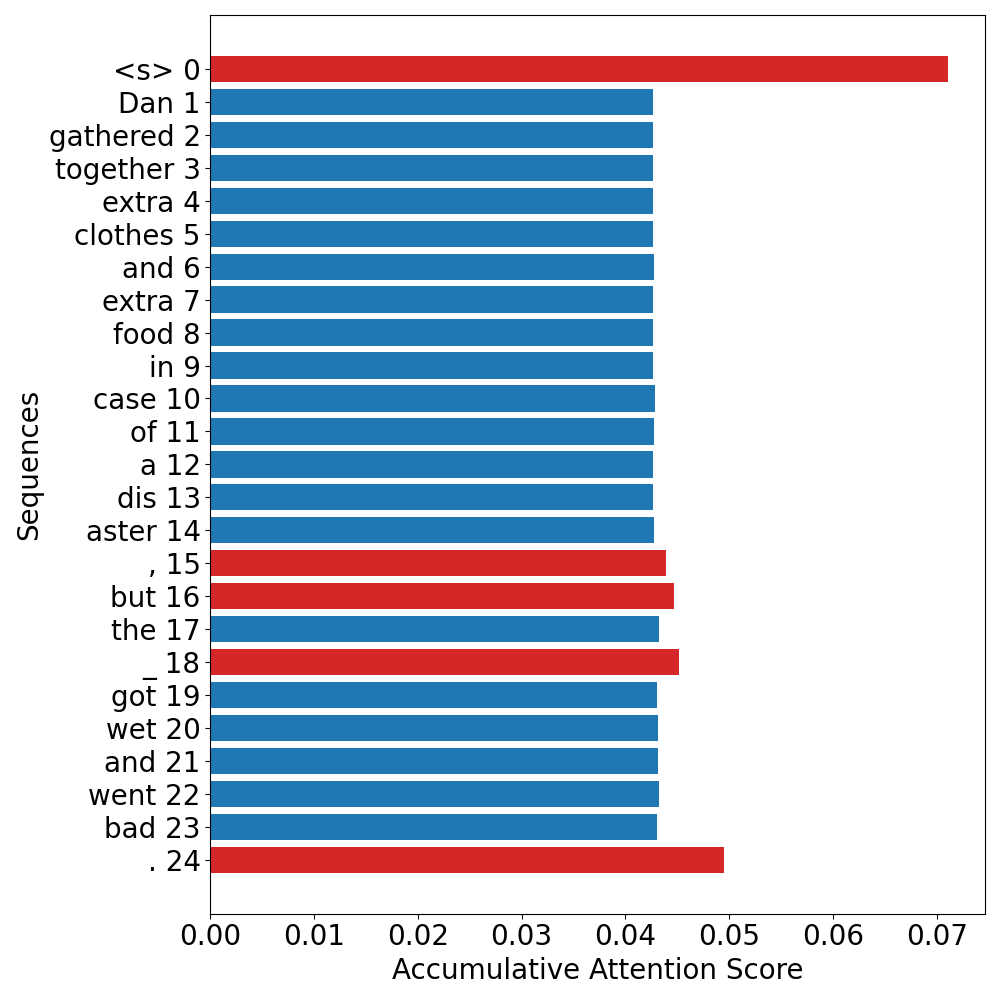 <s> 0
Dan 1
gathered 2
together 3
extra 4
clothes 5
and 6
extra 7
food 8
in 9
case 10
of 11
a 12
dis 13
aster 14
, 15
but 16
the 17
_ 18
got 19
wet 20
and 21
went 22
bad 23
. 24
Sequences
0.00 0.01 0.02 0.03 0.04 0.05 0.06 0.07
Accumulative Attention Score